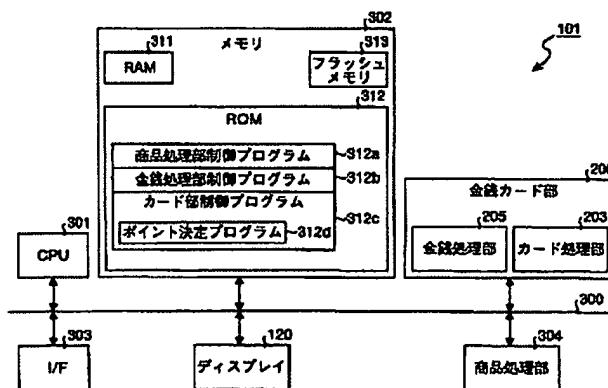 302
メモリ
311
RAM
313
フラッシュ
メモリ
101
312
ROM
商品処理部制御プログラム
312a
金銭処理部制御プログラム
312b
カード部制御プログラム
312c
ポイント決定プログラム
312d
金銭カード部
205
金銭処理部
203
カード処理部
301
CPU
300
303
I/F
120
ディスプレイ
304
商品処理部